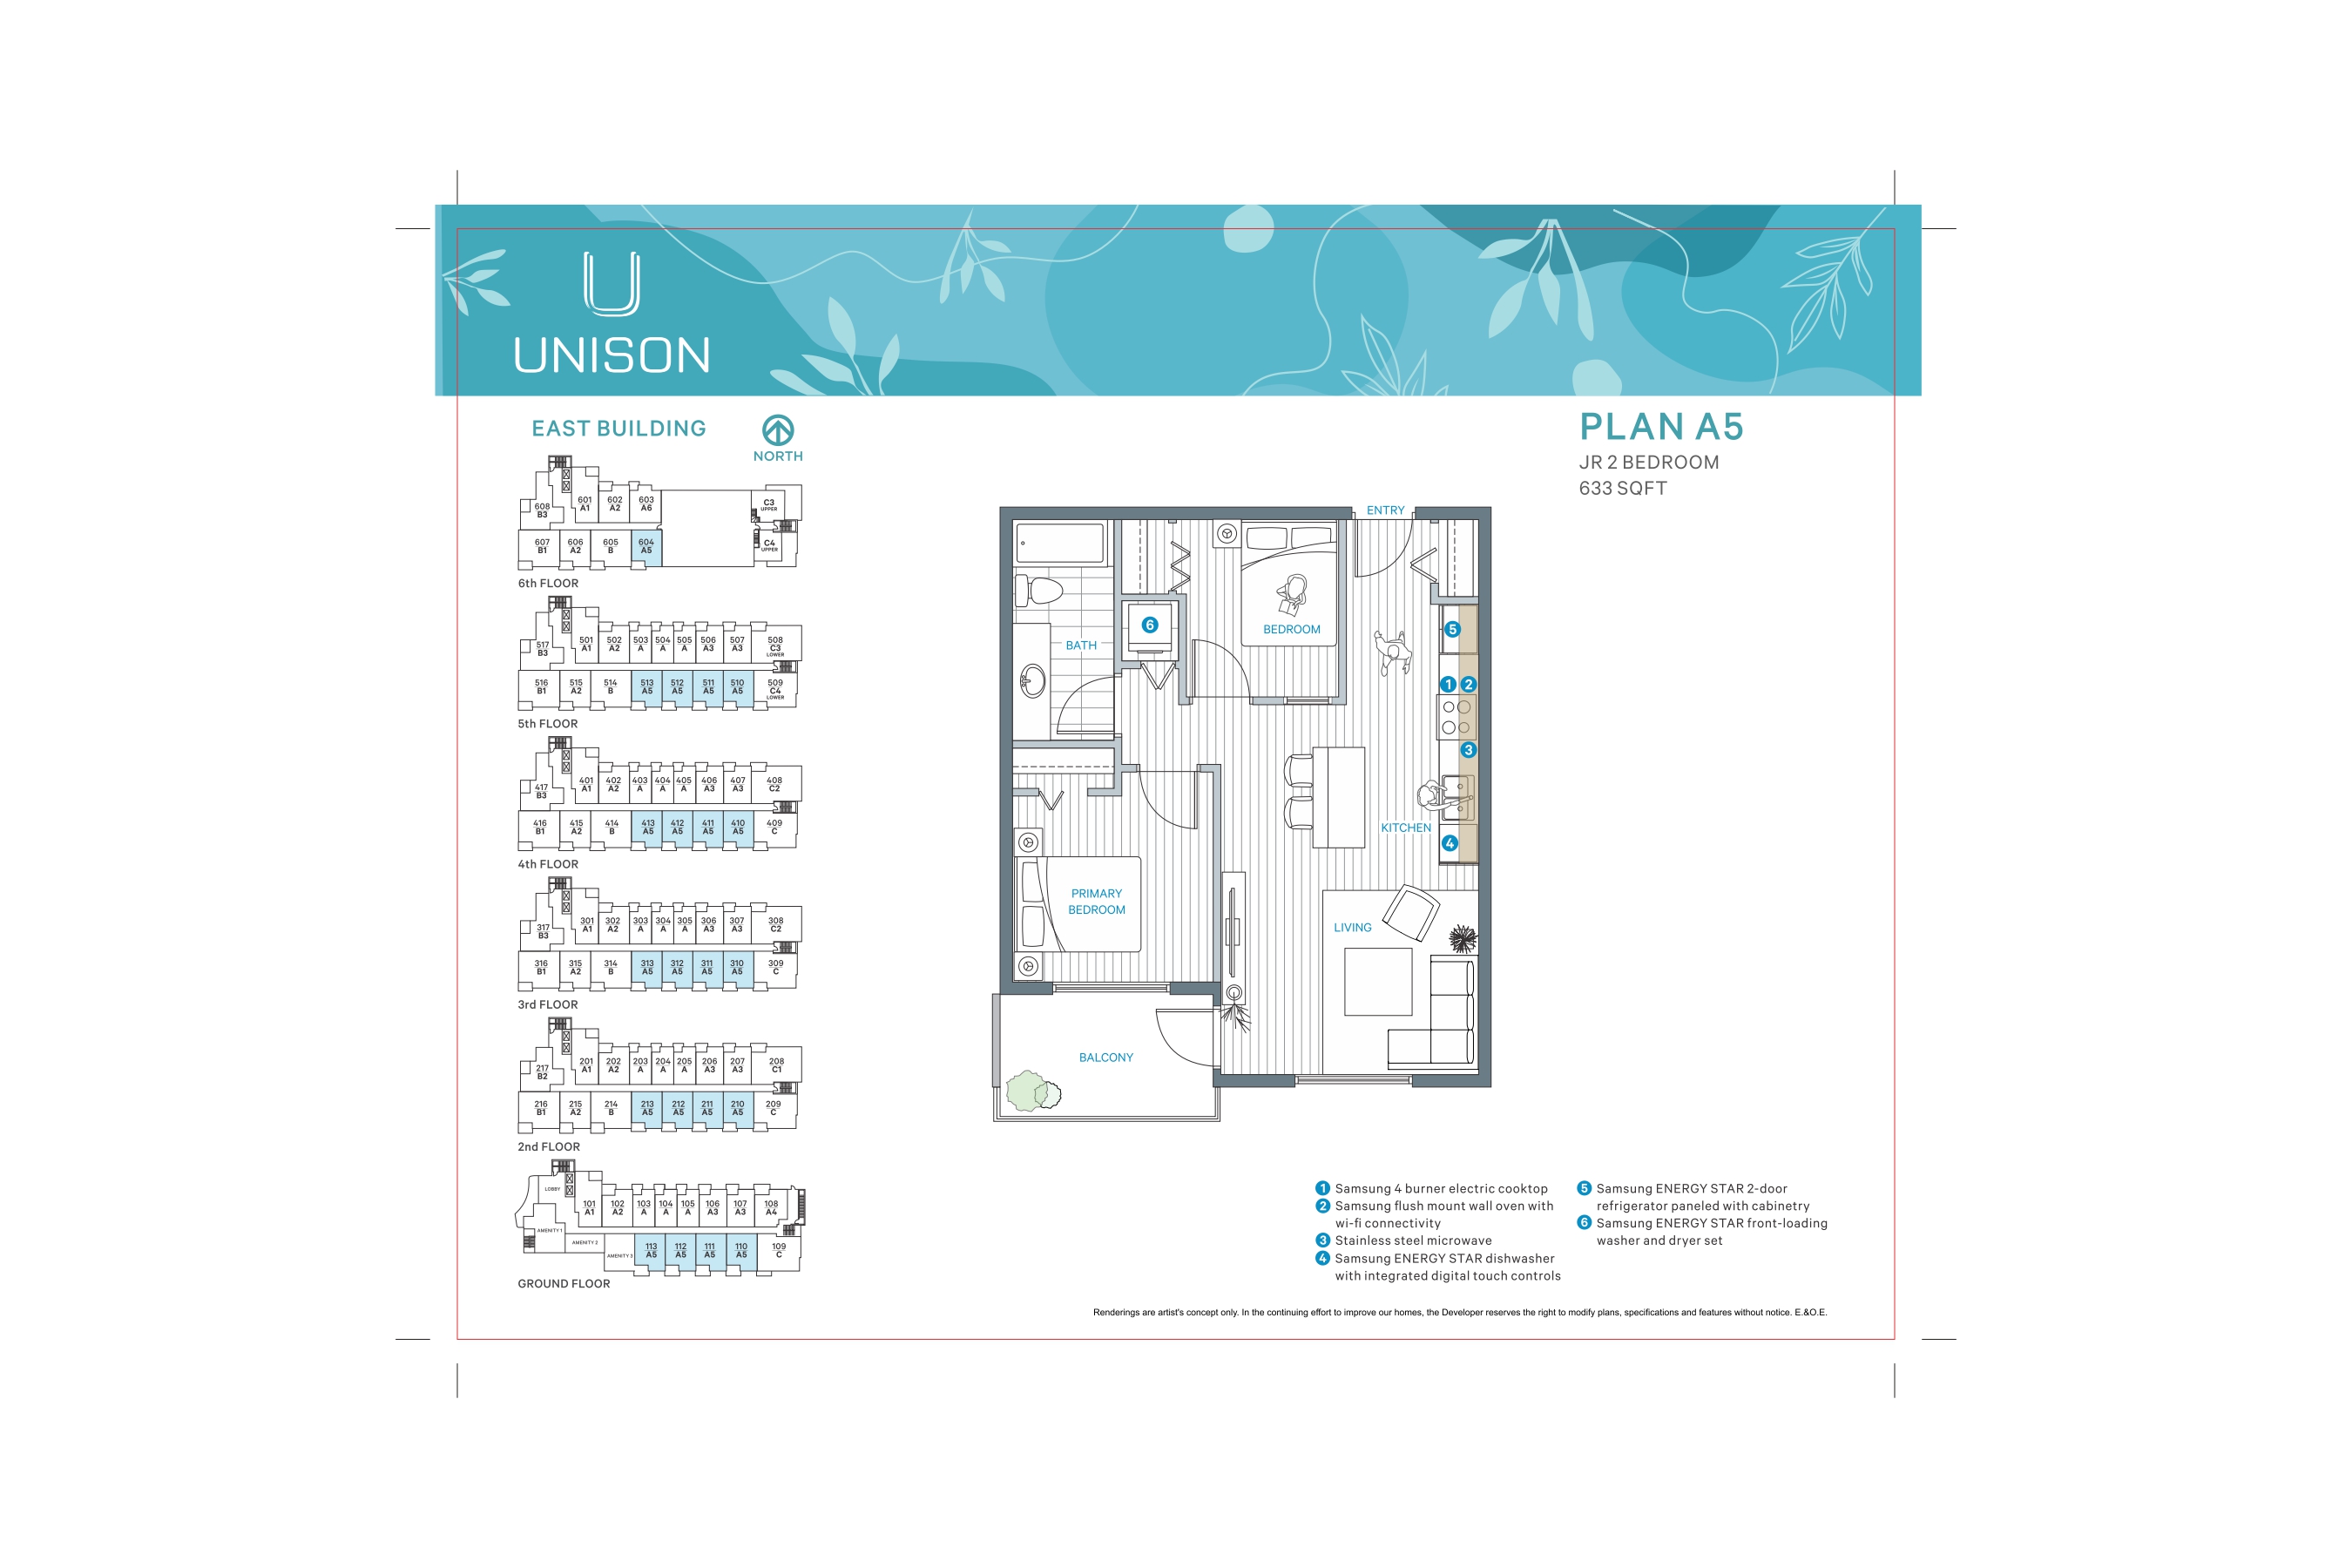 U
UNISON
EAST BUILDING
NORTH
PLAN A5
JR 2 BEDROOM
633 SQFT
601 A1
602 A2
603 A6
C3 UPPER
608 B3
607 B1
606 A2
605 B
604 A5
C4 UPPER
6th FLOOR
501 A1
502 A2
503 A
504 A
505 A
506 A3
507 A3
508 C3 LOWER
517 B3
516 B1
515 A2
514 B
513 A5
512 A5
511 A5
510 A5
509 C4 LOWER
5th FLOOR
401 A1
402 A2
403 A
404 A
405 A
406 A3
407 A3
408 C2
417 B3
416 B1
415 A2
414 B
413 A5
412 A5
411 A5
410 A5
409 C
4th FLOOR
301 A1
302 A2
303 A
304 A
305 A
306 A3
307 A3
308 C2
317 B3
316 B1
315 A2
314 B
313 A5
312 A5
311 A5
310 A5
309 C
3rd FLOOR
201 A1
202 A2
203 A
204 A
205 A
206 A3
207 A3
208 C1
217 B2
216 B1
215 A2
214 B
213 A5
212 A5
211 A5
210 A5
209 C
2nd FLOOR
LOBBY
101 A1
102 A2
103 A
104 A
105 A
106 A3
107 A3
108 A4
AMENITY 1
AMENITY 2
AMENITY 3
113 A5
112 A5
111 A5
110 A5
109 C
GROUND FLOOR
ENTRY
BATH
6
BEDROOM
5
1 2
3
KITCHEN
4
PRIMARY
BEDROOM
LIVING
BALCONY
1 Samsung 4 burner electric cooktop
2 Samsung flush mount wall oven with
wi-fi connectivity
3 Stainless steel microwave
4 Samsung ENERGY STAR dishwasher
with integrated digital touch controls
5 Samsung ENERGY STAR 2-door
refrigerator paneled with cabinetry
6 Samsung ENERGY STAR front-loading
washer and dryer set
Renderings are artist's concept only. In the continuing effort to improve our homes, the Developer reserves the right to modify plans, specifications and features without notice. E.&O.E.